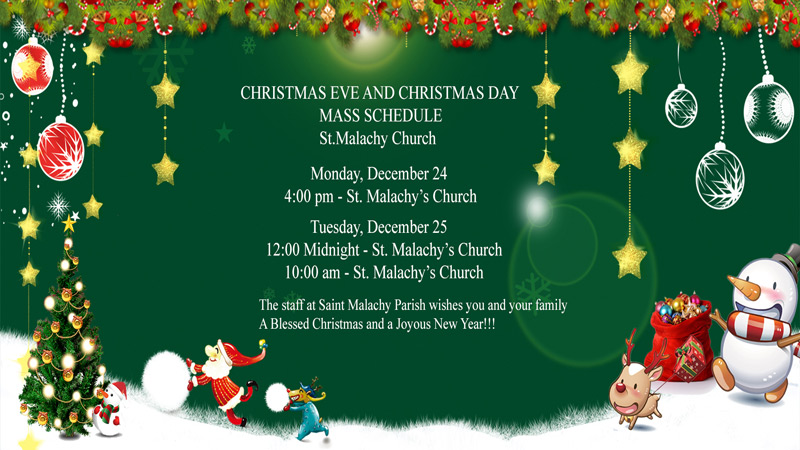 CHRISTMAS EVE AND CHRISTMAS DAY
MASS SCHEDULE
St.Malachy Church
Monday, December 24
4:00 pm - St. Malachy’s Church
Tuesday, December 25
12:00 Midnight - St. Malachy’s Church
10:00 am - St. Malachy’s Church
The staff at Saint Malachy Parish wishes you and your family
A Blessed Christmas and a Joyous New Year!!!